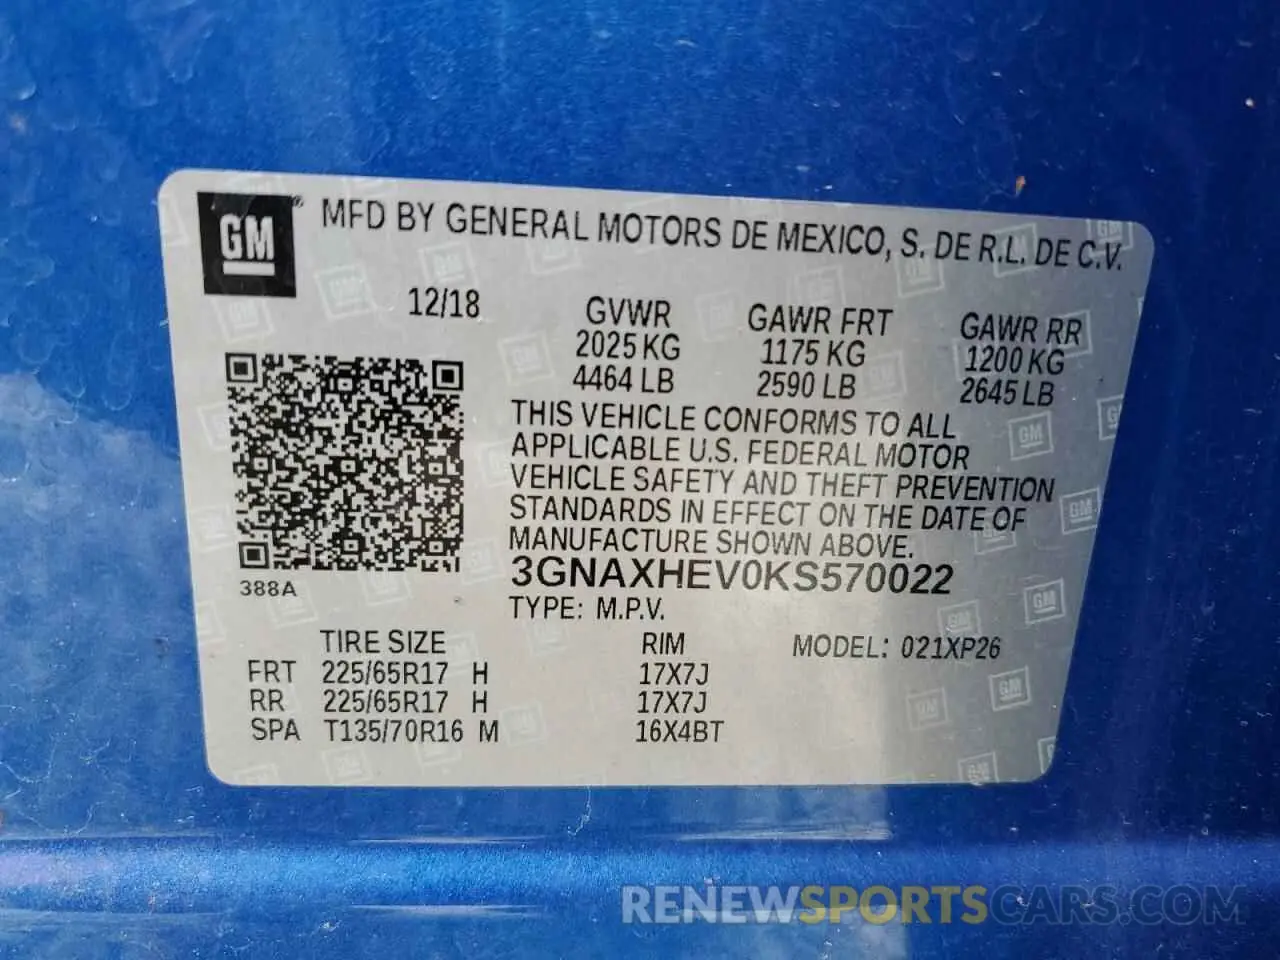 GM® MFD BY GENERAL MOTORS DE MEXICO, S. DE R.L. DE C.V.
12/18 GVWR GAWR FRT GAWR RR
2025 KG 1175 KG 1200 KG
4464 LB 2590 LB 2645 LB
THIS VEHICLE CONFORMS TO ALL
APPLICABLE U.S. FEDERAL MOTOR
VEHICLE SAFETY AND THEFT PREVENTION
STANDARDS IN EFFECT ON THE DATE OF
MANUFACTURE SHOWN ABOVE.
388A 3GNAXHEV0KS570022
TYPE: M.P.V.
TIRE SIZE RIM MODEL: 021XP26
FRT 225/65R17 H 17X7J
RR 225/65R17 H 17X7J
SPA T135/70R16 M 16X4BT
RENEWSPORTSCARS.COM